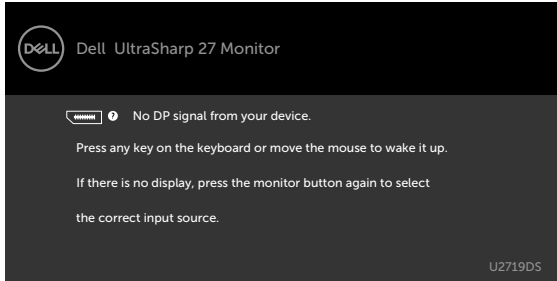 DELL
Dell UltraSharp 27 Monitor
? No DP signal from your device.
Press any key on the keyboard or move the mouse to wake it up.
If there is no display, press the monitor button again to select
the correct input source.
U2719DS